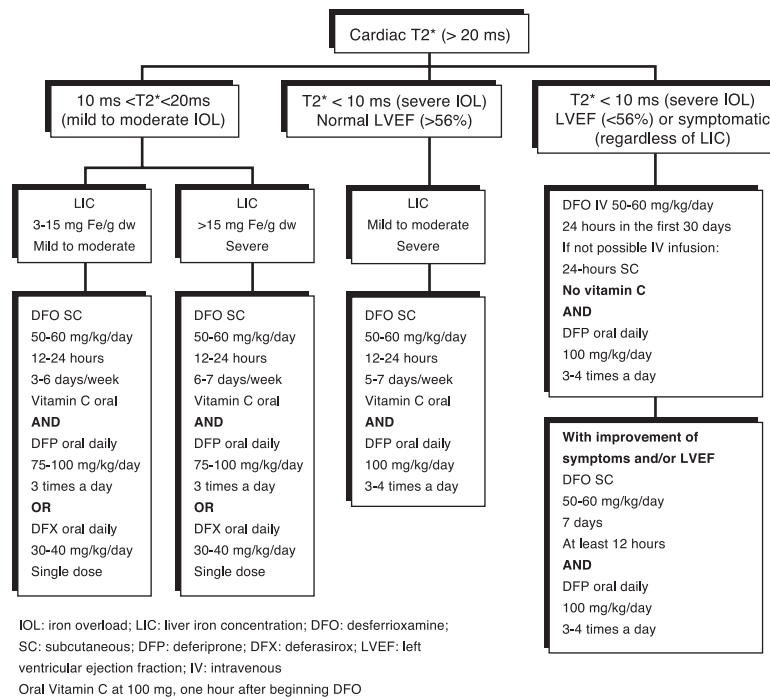 Cardiac T2* (> 20 ms)
10 ms <T2*<20ms
(mild to moderate IOL)
T2* < 10 ms (severe IOL)
Normal LVEF (>56%)
T2* < 10 ms (severe IOL)
LVEF (<56%) or symptomatic
(regardless of LIC)
LIC
3-15 mg Fe/g dw
Mild to moderate
LIC
>15 mg Fe/g dw
Severe
LIC
Mild to moderate
Severe
DFO IV 50-60 mg/kg/day
24 hours in the first 30 days
If not possible IV infusion:
24-hours SC
No vitamin C
AND
DFP oral daily
100 mg/kg/day
3-4 times a day
DFO SC
50-60 mg/kg/day
12-24 hours
3-6 days/week
Vitamin C oral
AND
DFP oral daily
75-100 mg/kg/day
3 times a day
OR
DFX oral daily
30-40 mg/kg/day
Single dose
DFO SC
50-60 mg/kg/day
12-24 hours
6-7 days/week
Vitamin C oral
AND
DFP oral daily
75-100 mg/kg/day
3 times a day
OR
DFX oral daily
30-40 mg/kg/day
Single dose
DFO SC
50-60 mg/kg/day
12-24 hours
5-7 days/week
Vitamin C oral
AND
DFP oral daily
100 mg/kg/day
3-4 times a day
With improvement of
symptoms and/or LVEF
DFO SC
50-60 mg/kg/day
7 days
At least 12 hours
AND
DFP oral daily
100 mg/kg/day
3-4 times a day
IOL: iron overload; LIC: liver iron concentration; DFO: desferrioxamine;
SC: subcutaneous; DFP: deferiprone; DFX: deferasirox; LVEF: left
ventricular ejection fraction; IV: intravenous
Oral Vitamin C at 100 mg, one hour after beginning DFO